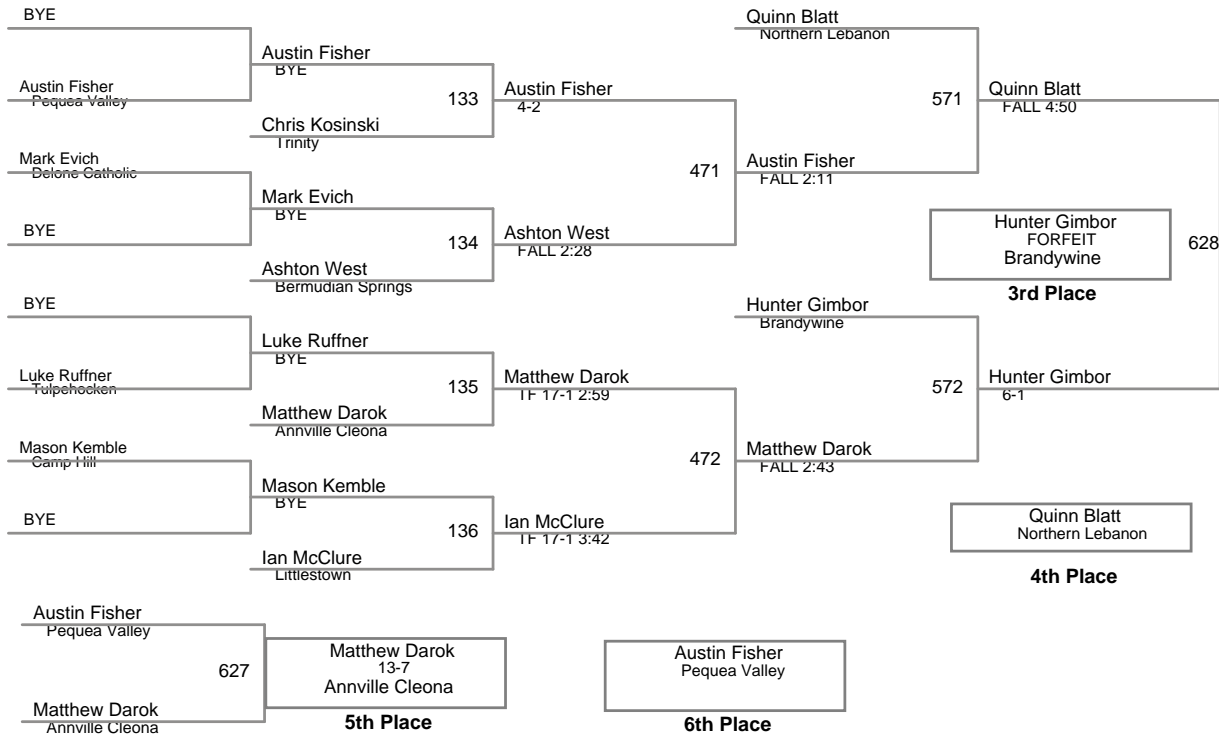 BYE
Austin Fisher
Pequea Valley
Mark Evich
Delone Catholic
BYE
BYE
Luke Ruffner
Tulpehocken
Mason Kemble
Camp Hill
BYE
Austin Fisher
BYE
133
Chris Kosinski
Trinity
Mark Evich
BYE
134
Ashton West
Bermudian Springs
Luke Ruffner
BYE
135
Matthew Darok
Annville Cleona
Mason Kemble
BYE
136
Ian McClure
Littlestown
Austin Fisher
4-2
471
Ashton West
FALL 2:28
Matthew Darok
TF 17-1 2:59
472
Ian McClure
TF 17-1 3:42
Quinn Blatt
Northern Lebanon
571
Austin Fisher
FALL 2:11
Hunter Gimbor
Brandywine
572
Matthew Darok
FALL 2:43
Quinn Blatt
FALL 4:50
628
Hunter Gimbor
6-1
Hunter Gimbor
FORFEIT
Brandywine
3rd Place
Quinn Blatt
Northern Lebanon
4th Place
Austin Fisher
Pequea Valley
627
Matthew Darok
Annville Cleona
Matthew Darok
13-7
Annville Cleona
5th Place
Austin Fisher
Pequea Valley
6th Place